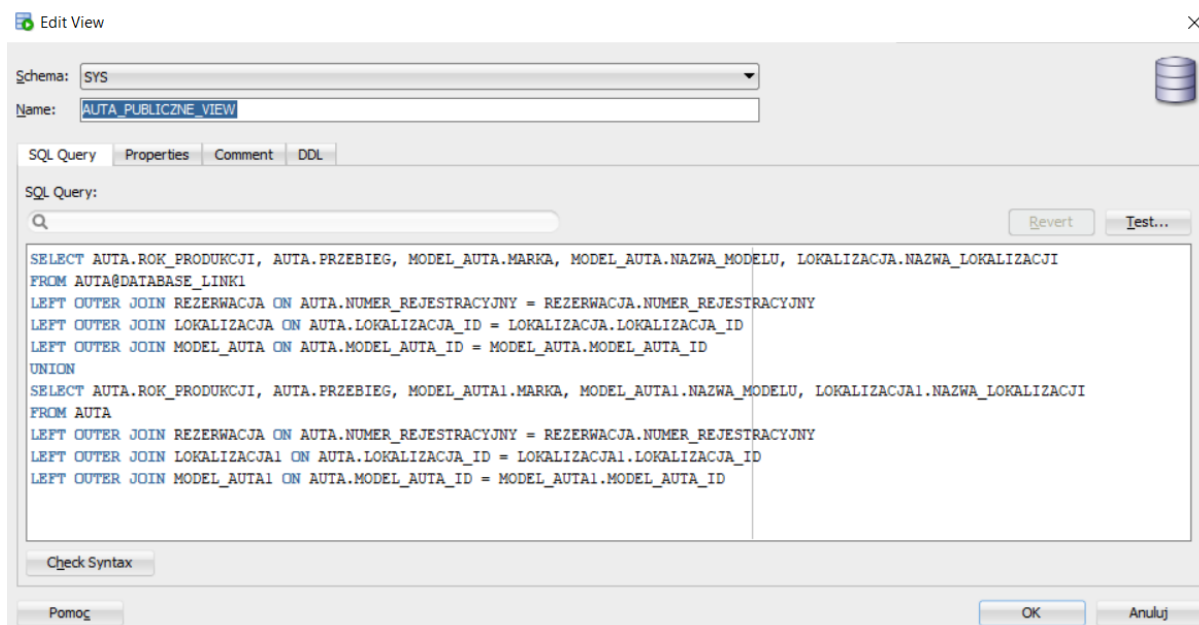 Edit View
Schema: SYS
Name: AUTA_PUBLICZNE_VIEW
SQL Query Properties Comment DDL
SQL Query:
Revert Test...
SELECT AUTA.ROK_PRODUKCJI, AUTA.PRZEBIEG, MODEL_AUTA.MARKA, MODEL_AUTA.NAZWA_MODELU, LOKALIZACJA.NAZWA_LOKALIZACJI
FROM AUTA@DATABASE_LINK1
LEFT OUTER JOIN REZERWACJA ON AUTA.NUMER_REJESTRACYJNY = REZERWACJA.NUMER_REJESTRACYJNY
LEFT OUTER JOIN LOKALIZACJA ON AUTA.LOKALIZACJA_ID = LOKALIZACJA.LOKALIZACJA_ID
LEFT OUTER JOIN MODEL_AUTA ON AUTA.MODEL_AUTA_ID = MODEL_AUTA.MODEL_AUTA_ID
UNION
SELECT AUTA.ROK_PRODUKCJI, AUTA.PRZEBIEG, MODEL_AUTA1.MARKA, MODEL_AUTA1.NAZWA_MODELU, LOKALIZACJA1.NAZWA_LOKALIZACJI
FROM AUTA
LEFT OUTER JOIN REZERWACJA ON AUTA.NUMER_REJESTRACYJNY = REZERWACJA.NUMER_REJESTRACYJNY
LEFT OUTER JOIN LOKALIZACJA1 ON AUTA.LOKALIZACJA_ID = LOKALIZACJA1.LOKALIZACJA_ID
LEFT OUTER JOIN MODEL_AUTA1 ON AUTA.MODEL_AUTA_ID = MODEL_AUTA1.MODEL_AUTA_ID
Check Syntax
Pomoc OK Anuluj